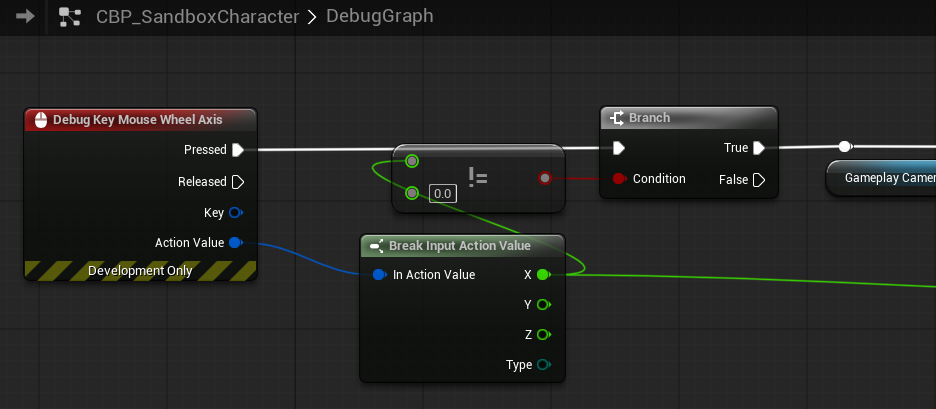 CBP_SandboxCharacter > DebugGraph
Debug Key Mouse Wheel Axis
Pressed
Released
Key
Action Value
Development Only
!=
0.0
Branch
True
Condition
False
Gameplay Camer
Break Input Action Value
In Action Value
X
Y
Z
Type